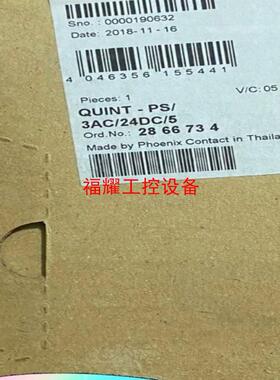 Sno.: 0000190632
Date: 2018-11-16
4 046356 155441
Pieces: 1
V/C: 05
QUINT - PS/
3AC/24DC/5
Ord.No.: 28 66 73 4
Made by Phoenix Contact in Thaila
福耀工控设备